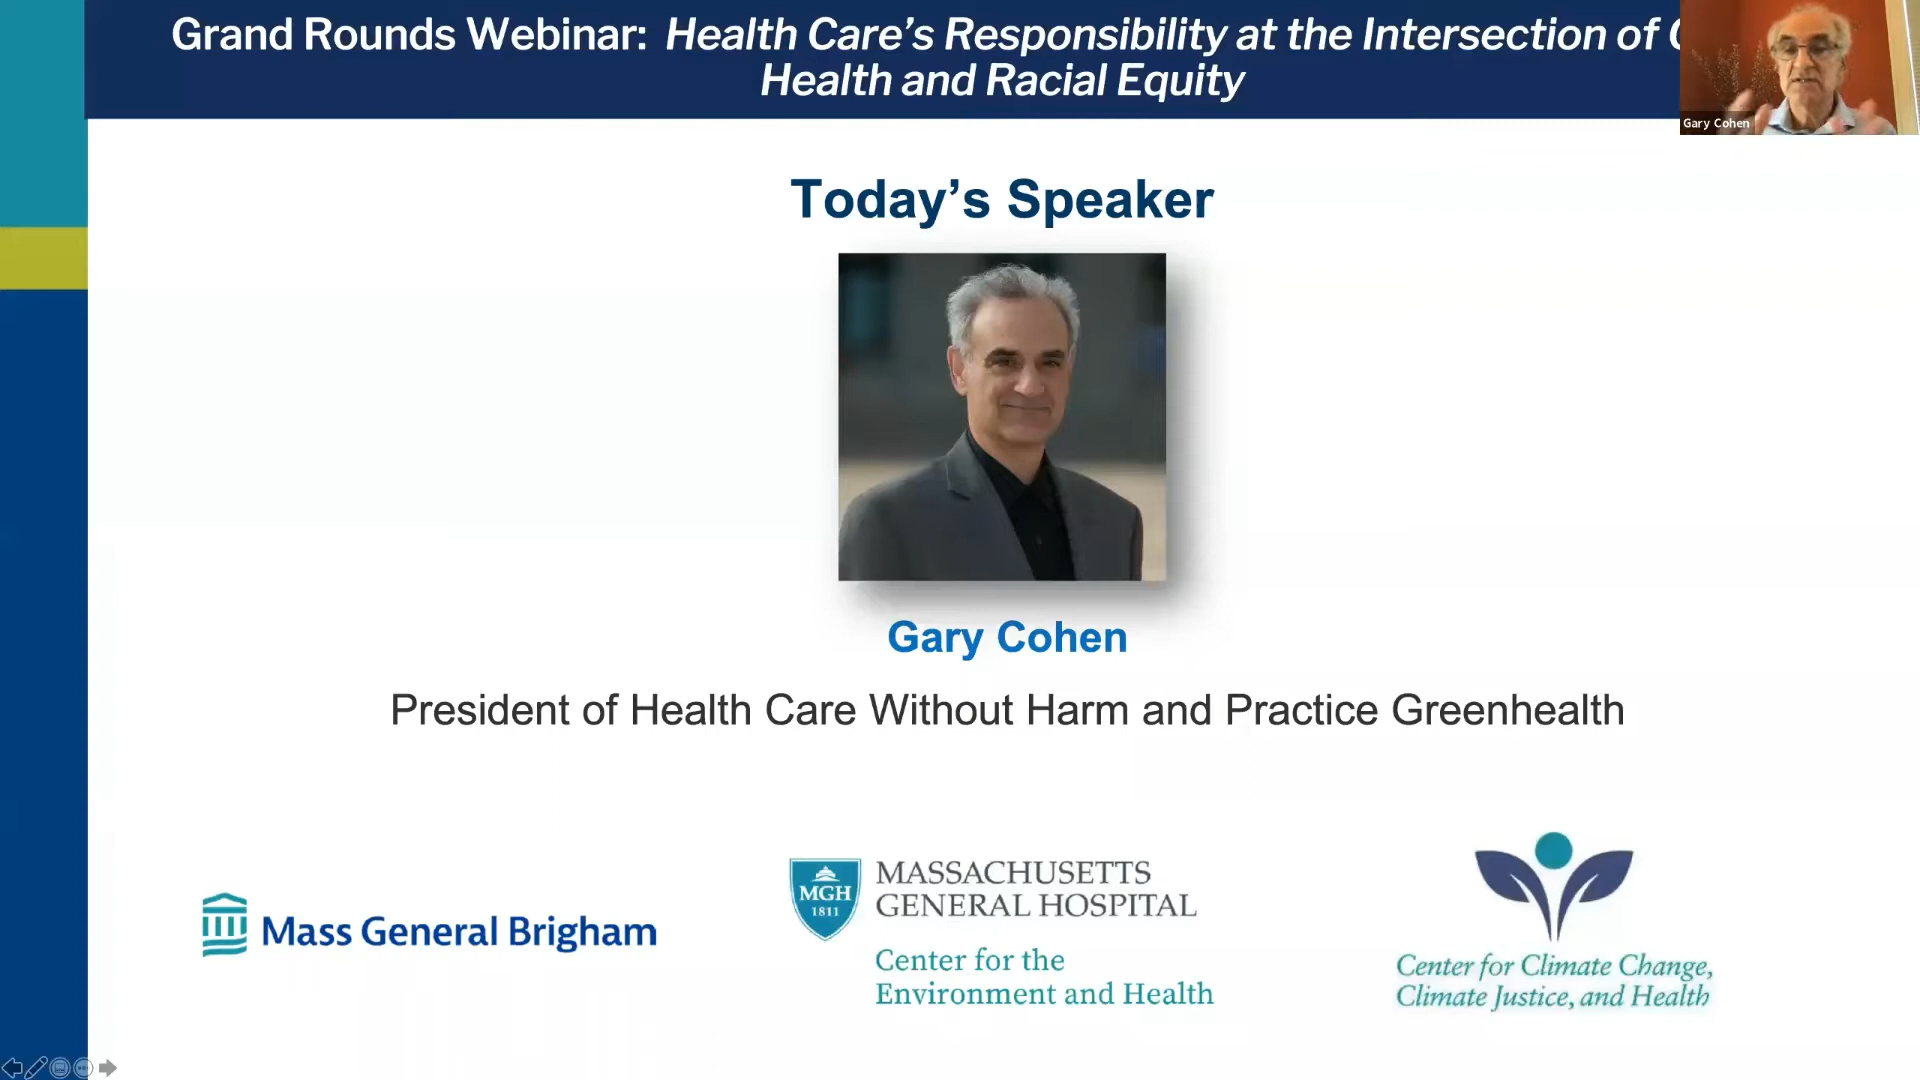 Grand Rounds Webinar: Health Care's Responsibility at the Intersection of
Health and Racial Equity
Gary Cohen
Today's Speaker
Gary Cohen
President of Health Care Without Harm and Practice Greenhealth
Mass General Brigham
MGH
1811
MASSACHUSETTS
GENERAL HOSPITAL
Center for the
Environment and Health
Center for Climate Change,
Climate Justice, and Health